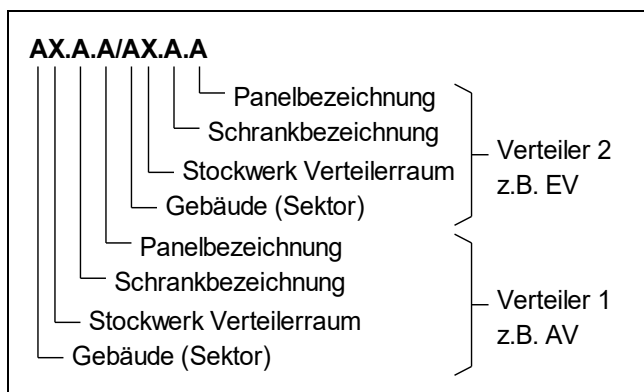 AX.A.A/AX.A.A
Panelbezeichnung
Schrankbezeichnung
Stockwerk Verteilerraum
Gebäude (Sektor)
Verteiler 2
z.B. EV
Panelbezeichnung
Schrankbezeichnung
Stockwerk Verteilerraum
Gebäude (Sektor)
Verteiler 1
z.B. AV